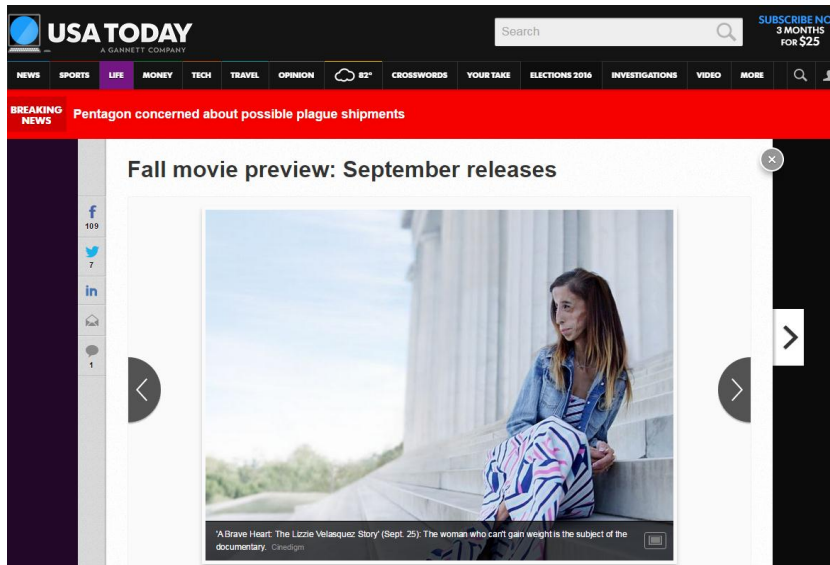 USA TODAY
A GANNETT COMPANY
Search
SUBSCRIBE NO
3 MONTHS
FOR $25
NEWS SPORTS LIFE MONEY TECH TRAVEL OPINION 82° CROSSWORDS YOUR TAKE ELECTIONS 2016 INVESTIGATIONS VIDEO MORE
BREAKING
NEWS
Pentagon concerned about possible plague shipments
Fall movie preview: September releases
f
109
7
in
1
'A Brave Heart: The Lizzie Velasquez Story' (Sept. 25): The woman who can't gain weight is the subject of the
documentary. Cinedigm